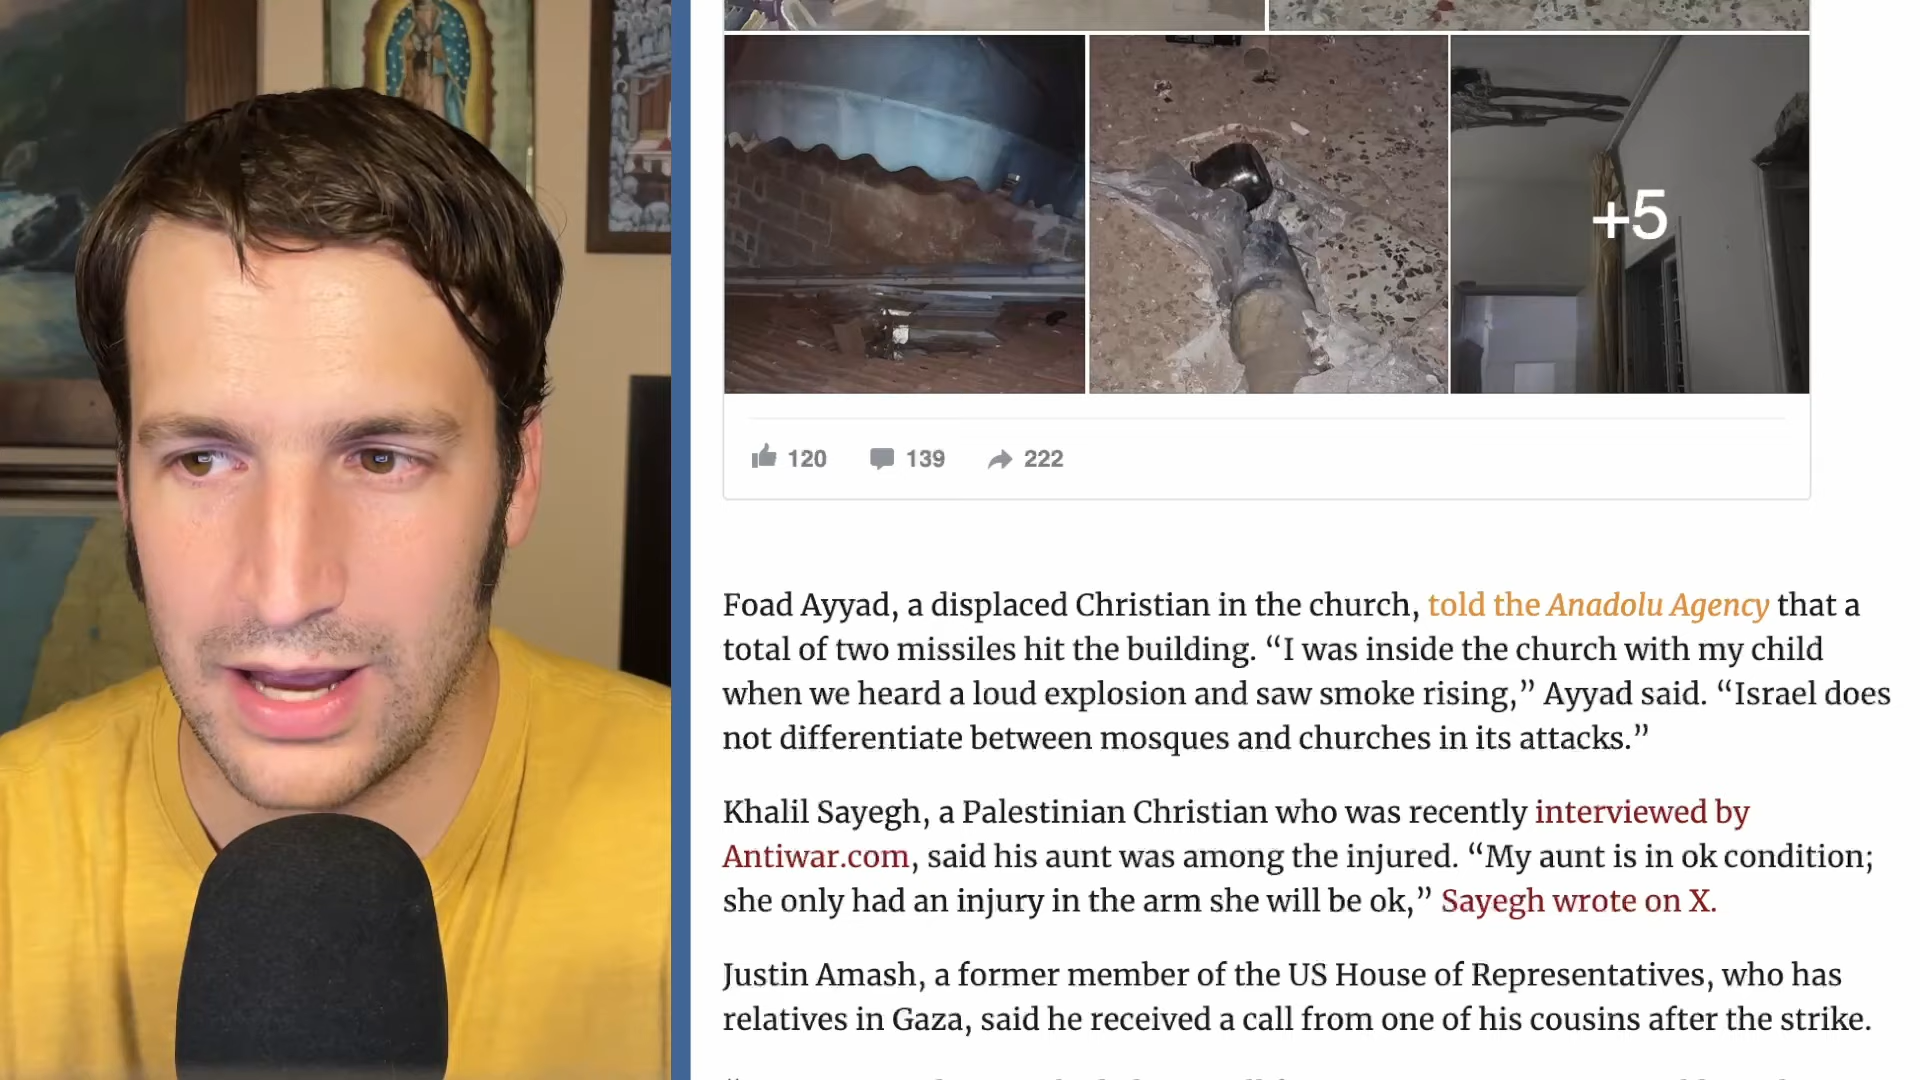 +5
120 139 222
Foad Ayyad, a displaced Christian in the church, told the Anadolu Agency that a
total of two missiles hit the building. “I was inside the church with my child
when we heard a loud explosion and saw smoke rising,” Ayyad said. “Israel does
not differentiate between mosques and churches in its attacks.”
Khalil Sayegh, a Palestinian Christian who was recently interviewed by
Antiwar.com, said his aunt was among the injured. “My aunt is in ok condition;
she only had an injury in the arm she will be ok,” Sayegh wrote on X.
Justin Amash, a former member of the US House of Representatives, who has
relatives in Gaza, said he received a call from one of his cousins after the strike.